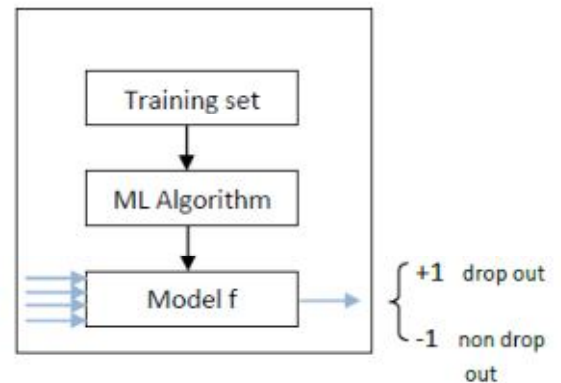 Training set
ML Algorithm
Model f
+1 drop out
-1 non drop
out